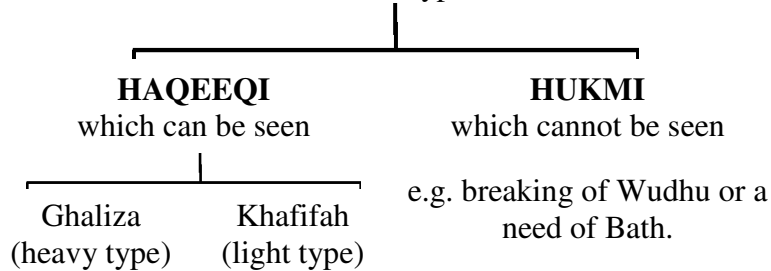 HAQEEQI
which can be seen
HUKMI
which cannot be seen
Ghaliza
(heavy type)
Khafifah
(light type)
e.g. breaking of Wudhu or a
need of Bath.